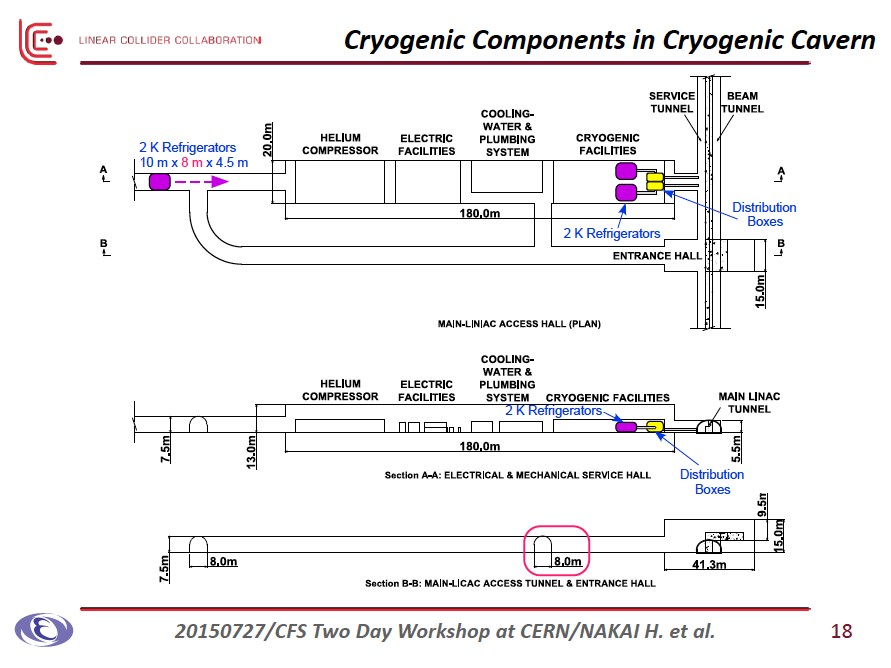 LINEAR COLLIDER COLLABORATION
Cryogenic Components in Cryogenic Cavern
SERVICE
TUNNEL
BEAM
TUNNEL
2 K Refrigerators
10 m x 8 m x 4.5 m
20,0m
HELIUM
COMPRESSOR
ELECTRIC
FACILITIES
COOLING-
WATER &
PLUMBING
SYSTEM
CRYOGENIC
FACILITIES
A
A
180,0m
Distribution
Boxes
2 K Refrigerators
B
B
ENTRANCE HALL
15.0m
MAIN-LINIAC ACCESS HALL (PLAN)
HELIUM
COMPRESSOR
ELECTRIC
FACILITIES
COOLING-
WATER &
PLUMBING
SYSTEM
CRYOGENIC FACILITIES
2 K Refrigerators
MAIN LINAC
TUNNEL
7.5m
13.0m
180,0m
5.5m
Section A-A: ELECTRICAL & MECHANICAL SERVICE HALL
Distribution
Boxes
9.5m
15.0m
7.5m
8,0m
8,0m
41.3m
Section B-B: MAIN-LICAC ACCESS TUNNEL & ENTRANCE HALL
20150727/CFS Two Day Workshop at CERN/NAKAI H. et al.
18